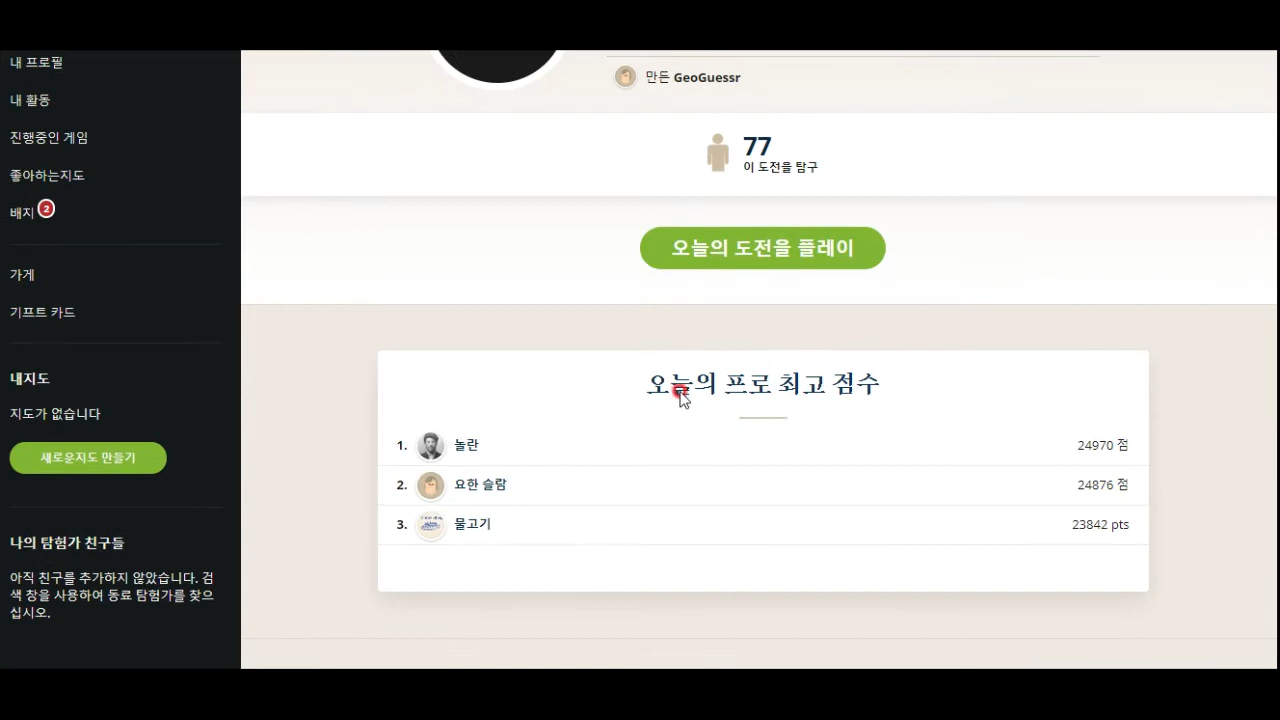 내 프로필
내 활동
진행중인 게임
좋아하는지도
배지 2
가게
기프트 카드
내지도
지도가 없습니다
새로운지도 만들기
나의 탐험가 친구들
아직 친구를 추가하지 않았습니다. 검
색 창을 사용하여 동료 탐험가를 찾으
십시오.
만든 GeoGuessr
77
이 도전을 탐구
오늘의 도전을 플레이
오늘의 프로 최고 점수
1. 놀란 24970 점
2. 요한 슬람 24876 점
3. 물고기 23842 pts